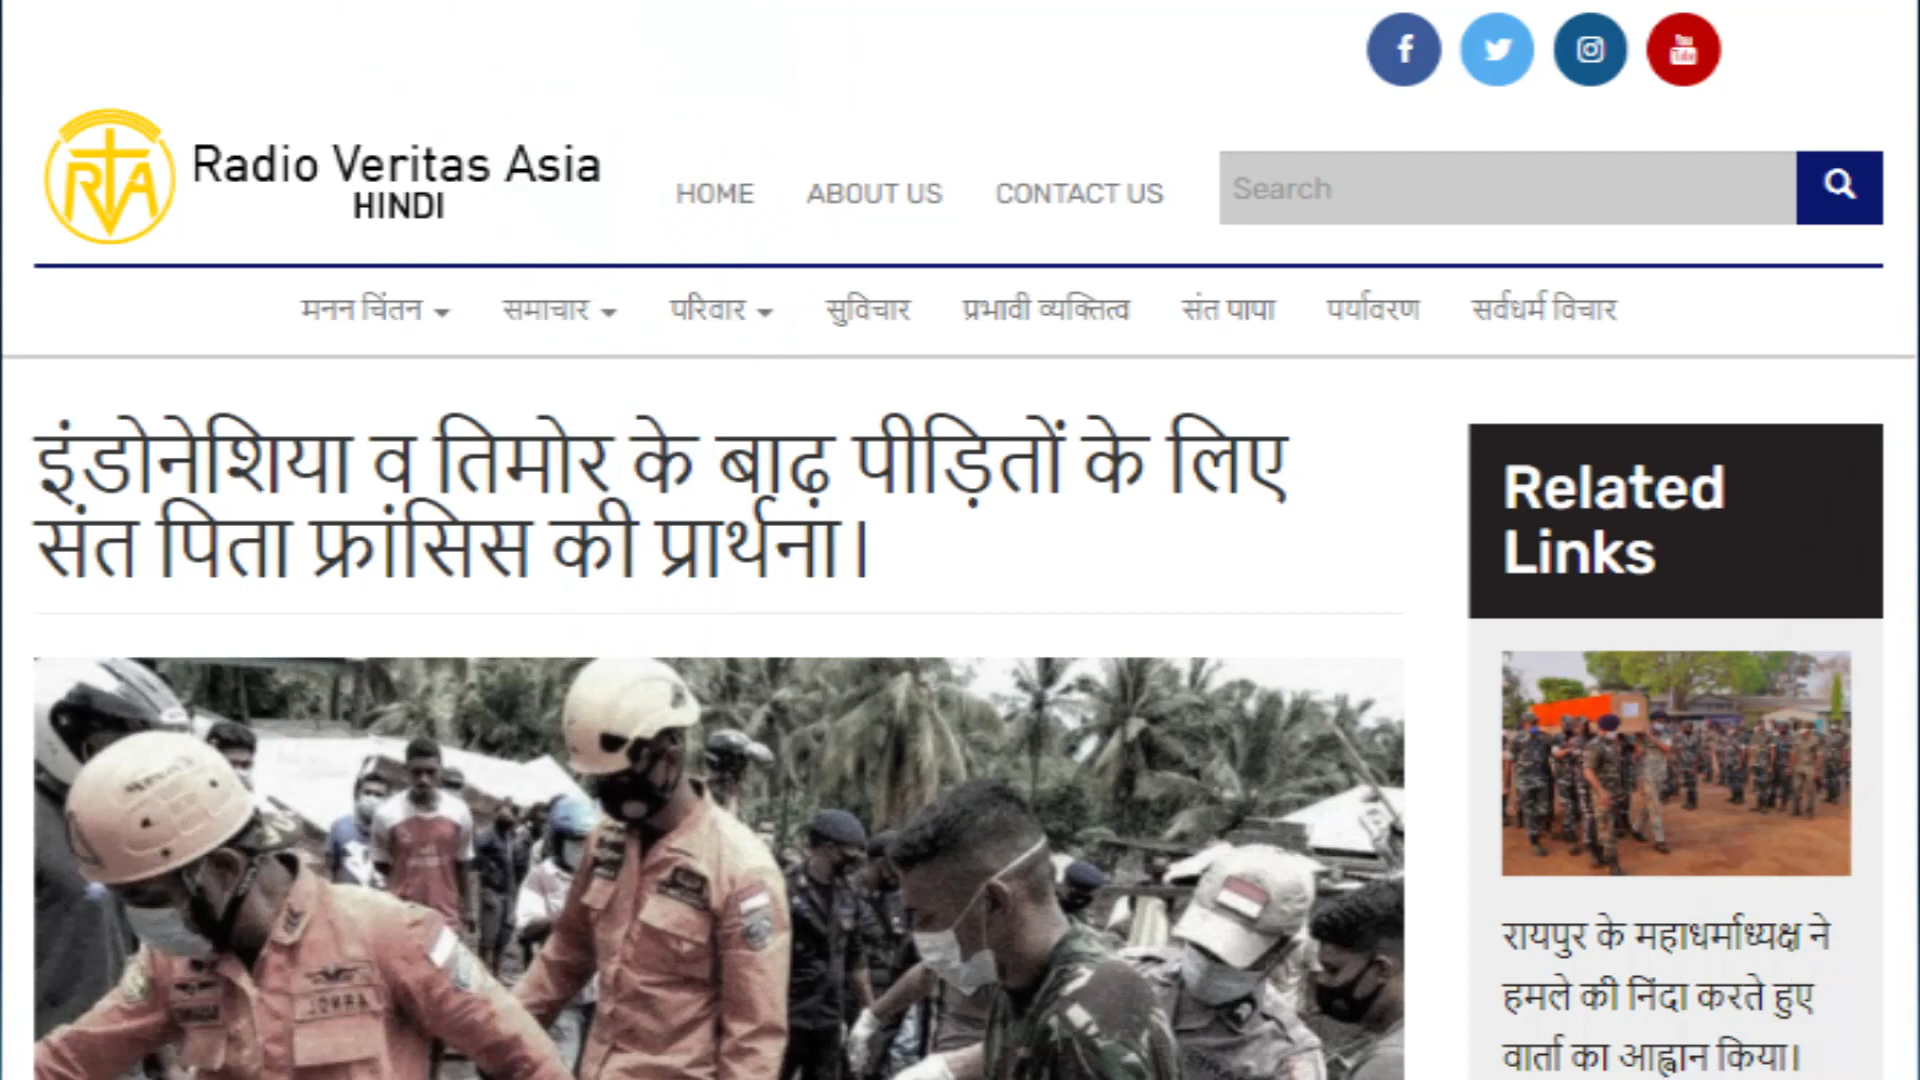 Radio Veritas Asia
HINDI
HOME ABOUT US CONTACT US
Search
मनन चिंतन समाचार परिवार सुविचार प्रभावी व्यक्तित्व संत पापा पर्यावरण सर्वधर्म विचार
इंडोनेशिया व तिमोर के बाढ़ पीड़ितों के लिए
संत पिता फ्रांसिस की प्रार्थना।
Related
Links
रायपुर के महाधर्माध्यक्ष ने
हमले की निंदा करते हुए
वार्ता का आह्वान किया।